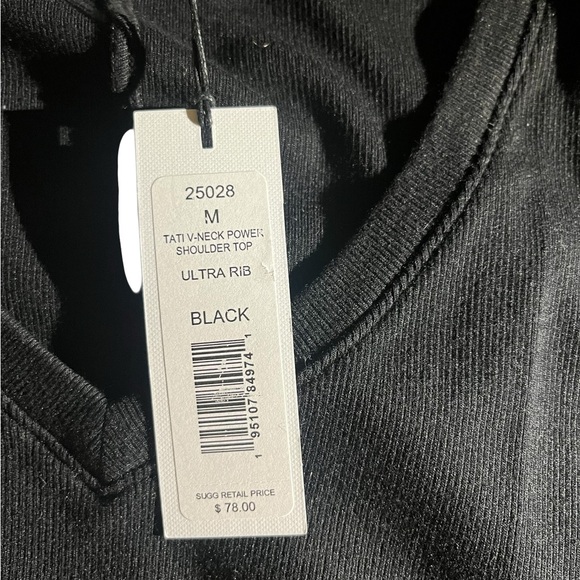 25028
M
TATI V-NECK POWER
SHOULDER TOP
ULTRA RIB
BLACK
1 95107 84974 1
SUGG RETAIL PRICE
$ 78.00